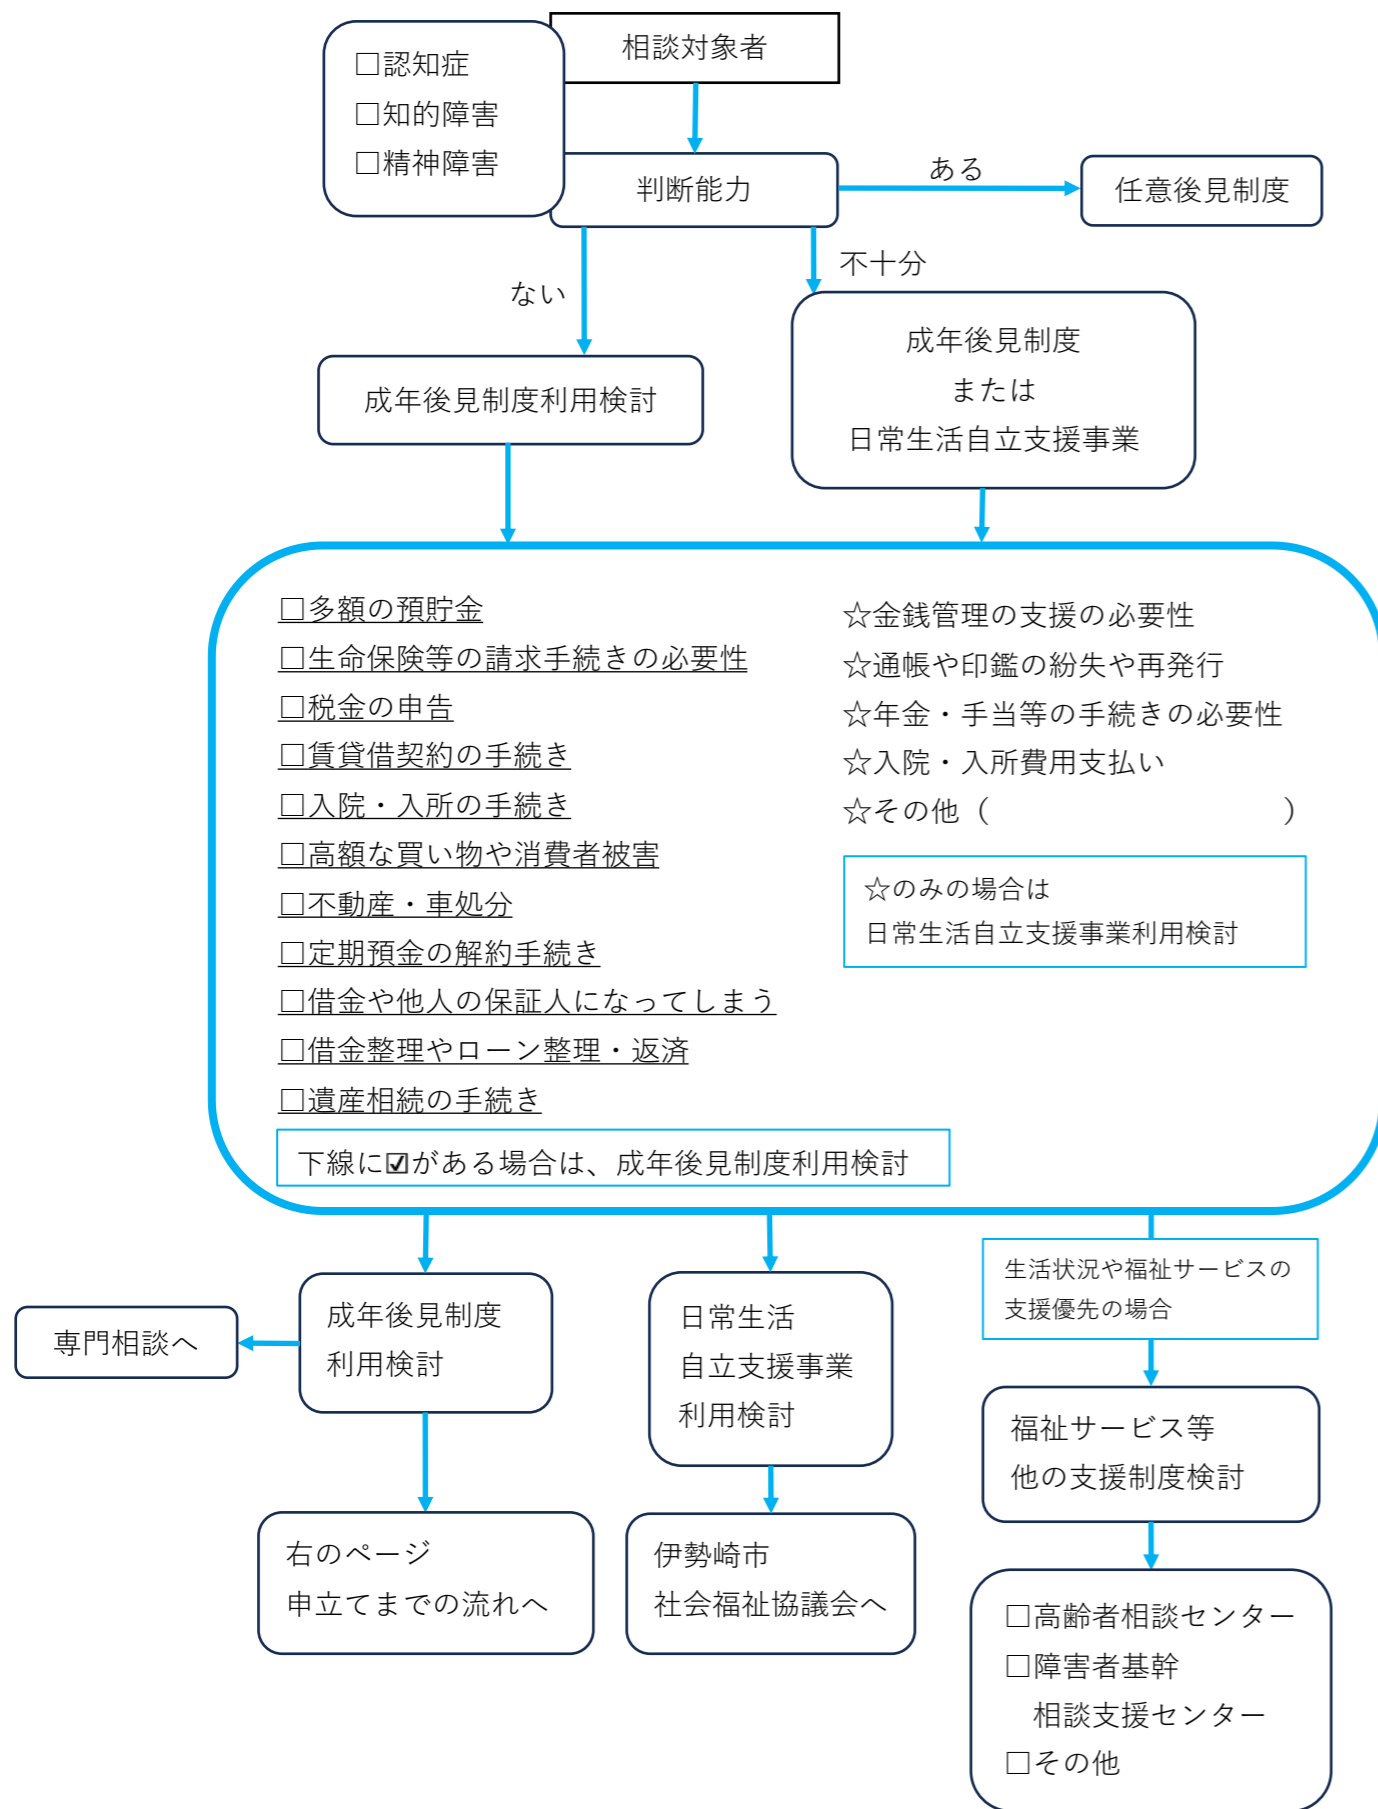 相談対象者
□認知症
□知的障害
□精神障害
判断能力
ある
任意後見制度
ない
不十分
成年後見制度利用検討
成年後見制度
または
日常生活自立支援事業
□多額の預貯金
□生命保険等の請求手続きの必要性
□税金の申告
□賃貸借契約の手続き
□入院・入所の手続き
□高額な買い物や消費者被害
□不動産・車処分
□定期預金の解約手続き
□借金や他人の保証人になってしまう
□借金整理やローン整理・返済
□遺産相続の手続き
下線に☑がある場合は、成年後見制度利用検討
☆金銭管理の支援の必要性
☆通帳や印鑑の紛失や再発行
☆年金・手当等の手続きの必要性
☆入院・入所費用支払い
☆その他（　　　　　　　　　　）
☆のみの場合は
日常生活自立支援事業利用検討
専門相談へ
成年後見制度
利用検討
日常生活
自立支援事業
利用検討
生活状況や福祉サービスの
支援優先の場合
福祉サービス等
他の支援制度検討
右のページ
申立てまでの流れへ
伊勢崎市
社会福祉協議会へ
□高齢者相談センター
□障害者基幹
相談支援センター
□その他